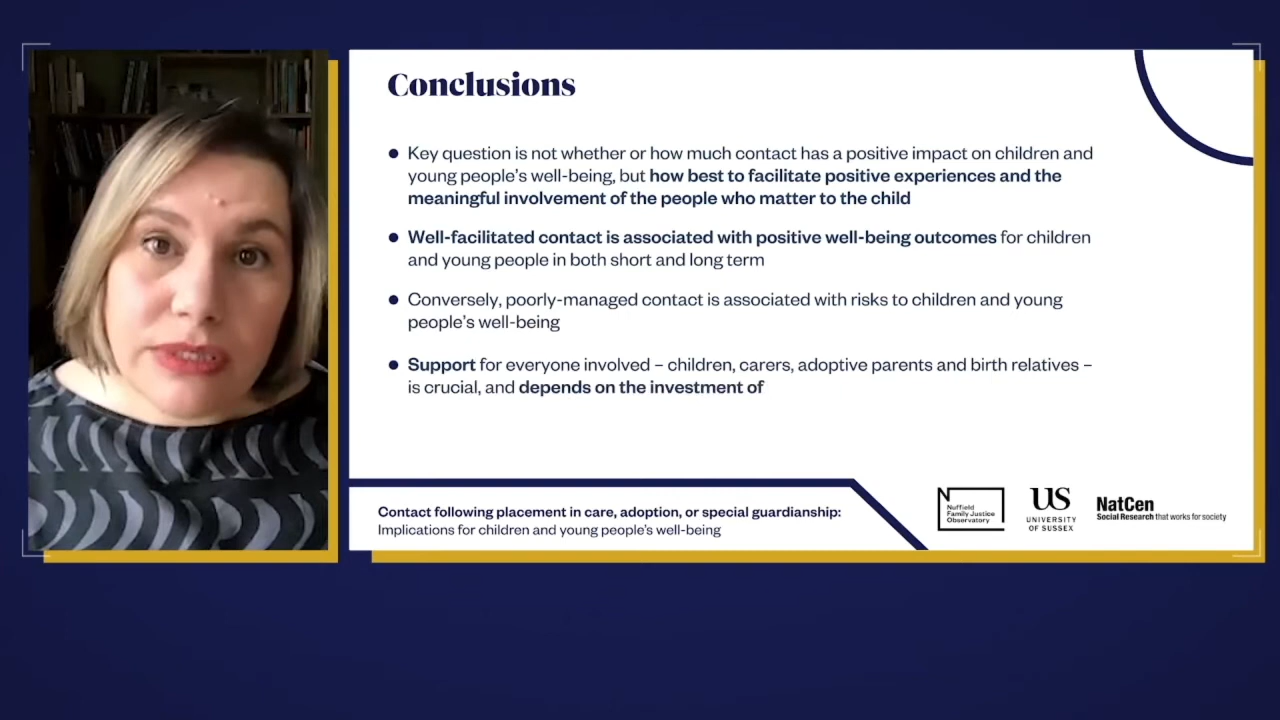 Conclusions
● Key question is not whether or how much contact has a positive impact on children and
young people's well-being, but how best to facilitate positive experiences and the
meaningful involvement of the people who matter to the child
● Well-facilitated contact is associated with positive well-being outcomes for children
and young people in both short and long term
● Conversely, poorly-managed contact is associated with risks to children and young
people's well-being
● Support for everyone involved – children, carers, adoptive parents and birth relatives –
is crucial, and depends on the investment of
Contact following placement in care, adoption, or special guardianship:
Implications for children and young people's well-being
Nuffield
Family Justice
Observatory
US
UNIVERSITY
OF SUSSEX
NatCen
Social Research that works for society